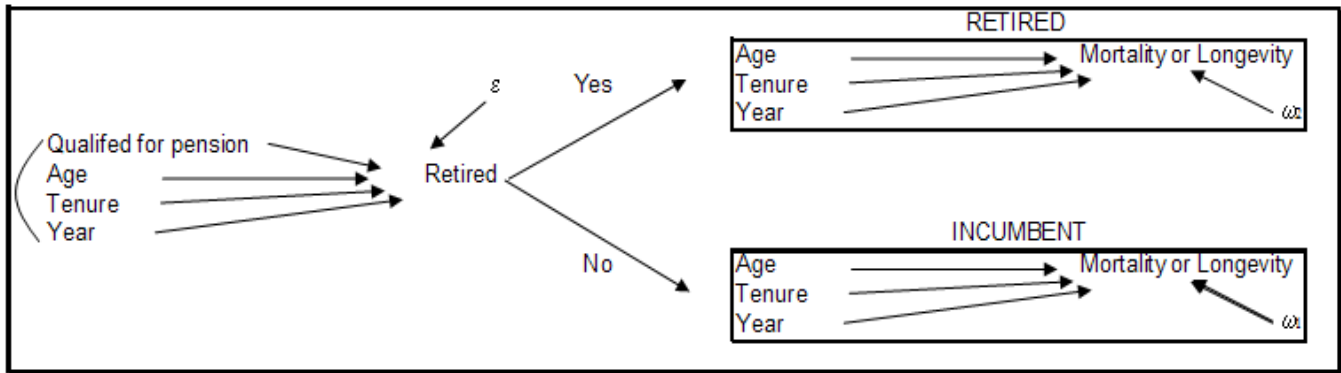 RETIRED
Age
Mortality or Longevity
Tenure
Year
ε
Yes
Qualifed for pension
Age
Tenure
Year
Retired
No
INCUMBENT
Age
Mortality or Longevity
Tenure
Year